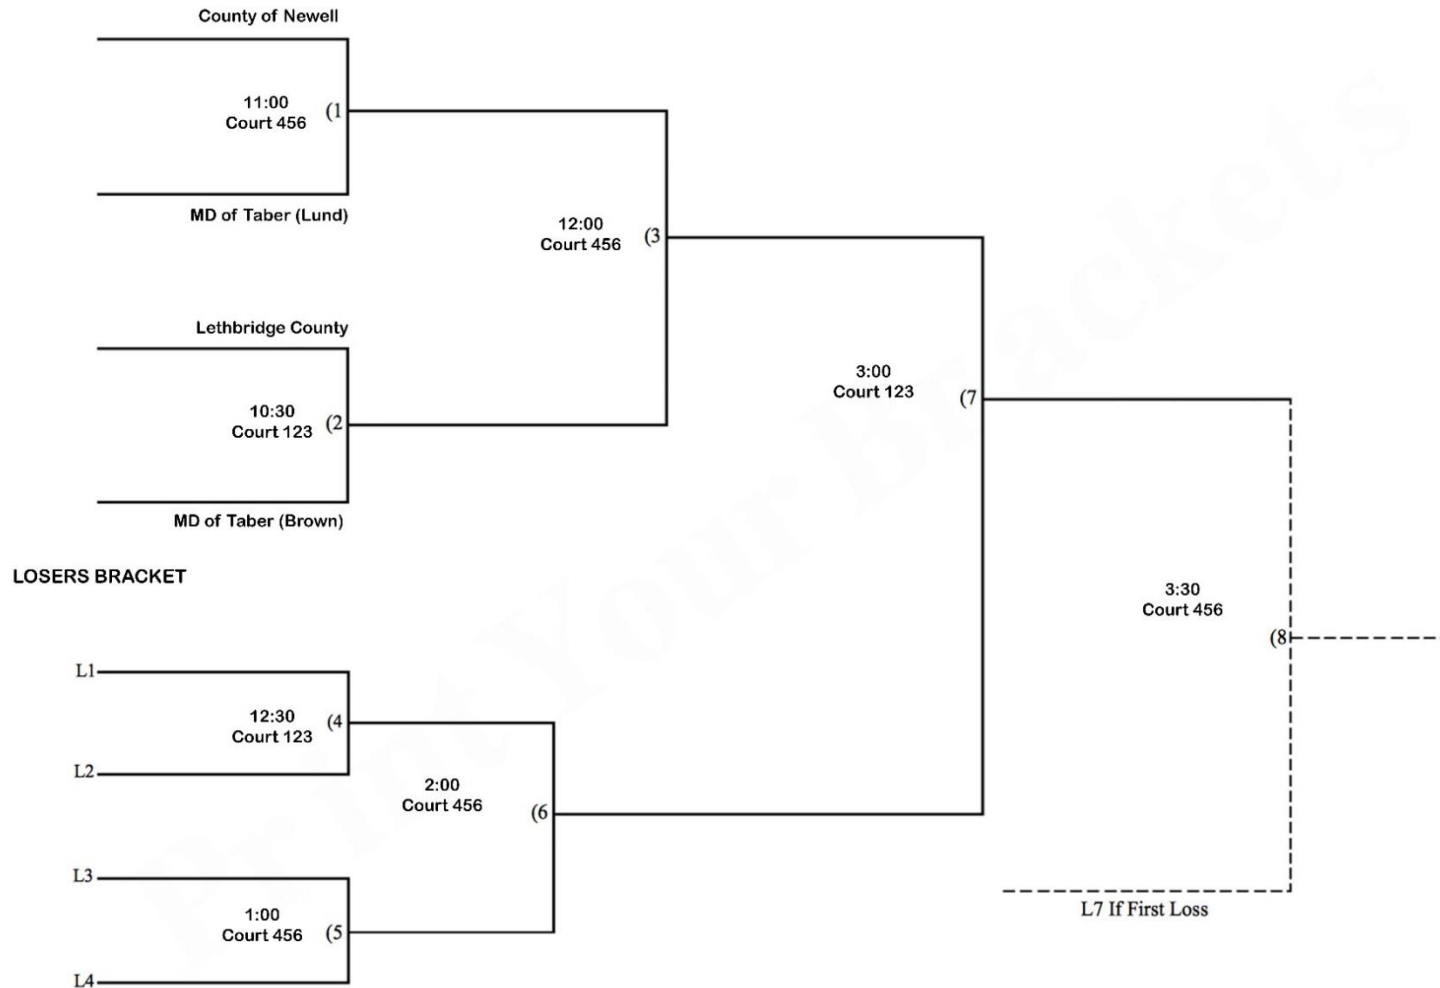 County of Newell
11:00
Court 456
(1
MD of Taber (Lund)
12:00
Court 456
(3
Lethbridge County
10:30
Court 123
(2
MD of Taber (Brown)
3:00
Court 123
(7
LOSERS BRACKET
3:30
Court 456
(8
L1
12:30
Court 123
(4
L2
2:00
Court 456
(6
L3
1:00
Court 456
(5
L4
L7 If First Loss
Print Your Brackets